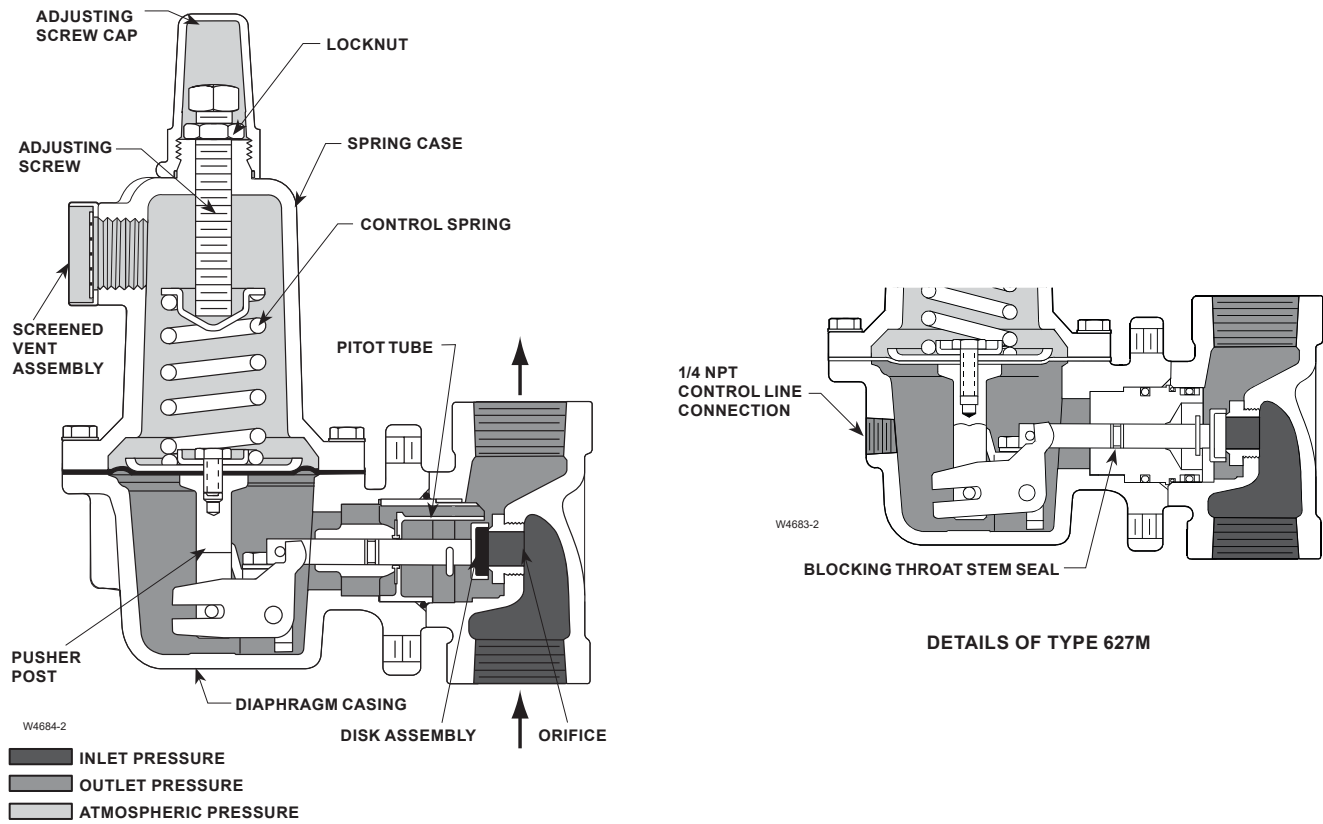 ADJUSTING
SCREW CAP
LOCKNUT
ADJUSTING
SCREW
SPRING CASE
CONTROL SPRING
SCREENED
VENT
ASSEMBLY
PITOT TUBE
PUSHER
POST
DIAPHRAGM CASING
W4684-2
DISK ASSEMBLY
ORIFICE
INLET PRESSURE
OUTLET PRESSURE
ATMOSPHERIC PRESSURE
1/4 NPT
CONTROL LINE
CONNECTION
W4683-2
BLOCKING THROAT STEM SEAL
DETAILS OF TYPE 627M